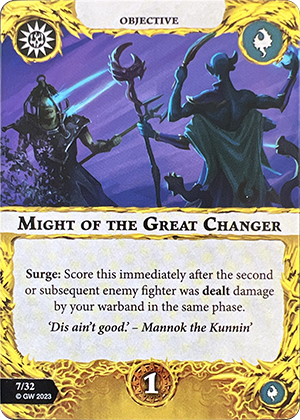 OBJECTIVE
MIGHT OF THE GREAT CHANGER
Surge: Score this immediately after the second
or subsequent enemy fighter was dealt damage
by your warband in the same phase.
‘Dis ain’t good.’ – Mannok the Kunnin’
7/32
© GW 2023
1